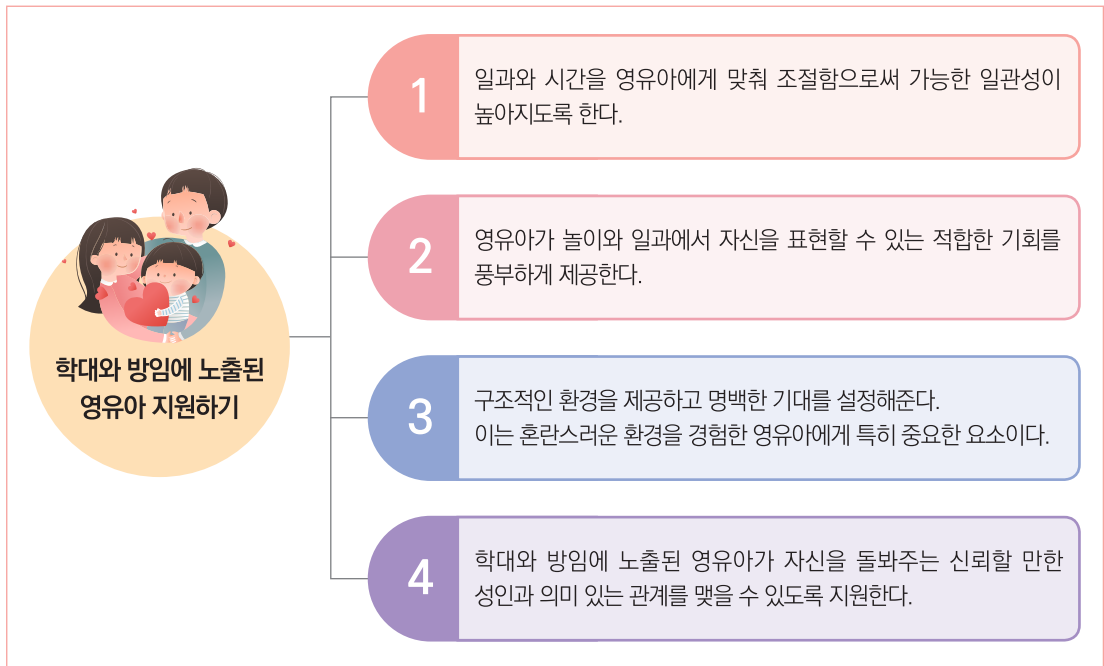 학대와 방임에 노출된
영유아 지원하기
1
일과와 시간을 영유아에게 맞춰 조절함으로써 가능한 일관성이
높아지도록 한다.
2
영유아가 놀이와 일과에서 자신을 표현할 수 있는 적합한 기회를
풍부하게 제공한다.
3
구조적인 환경을 제공하고 명백한 기대를 설정해준다.
이는 혼란스러운 환경을 경험한 영유아에게 특히 중요한 요소이다.
4
학대와 방임에 노출된 영유아가 자신을 돌봐주는 신뢰할 만한
성인과 의미 있는 관계를 맺을 수 있도록 지원한다.